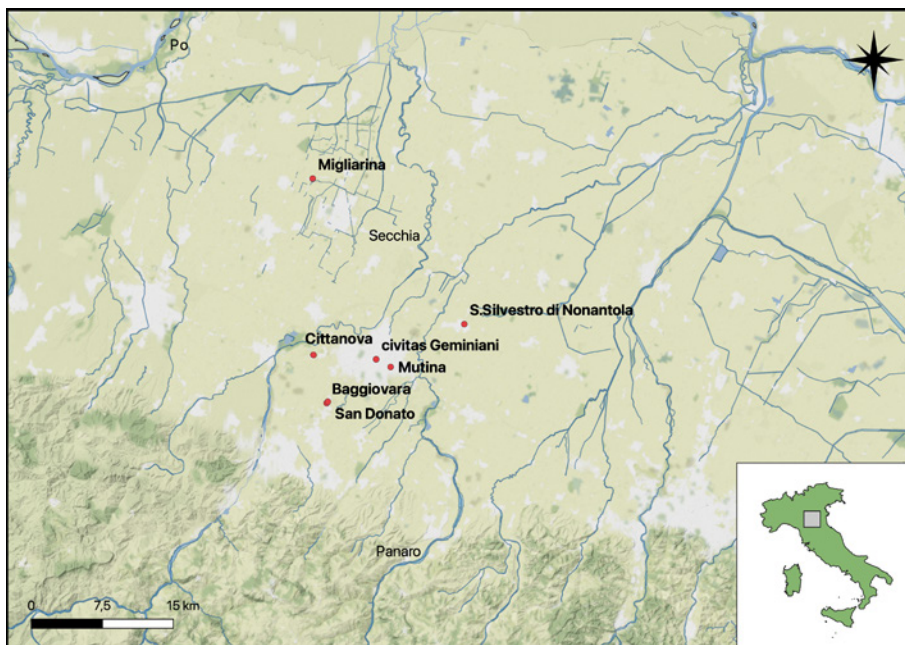 Po
Migliarina
Secchia
S.Silvestro di Nonantola
Cittanova
civitas Geminiani
Mutina
Baggiovara
San Donato
Panaro
0 7,5 15 km